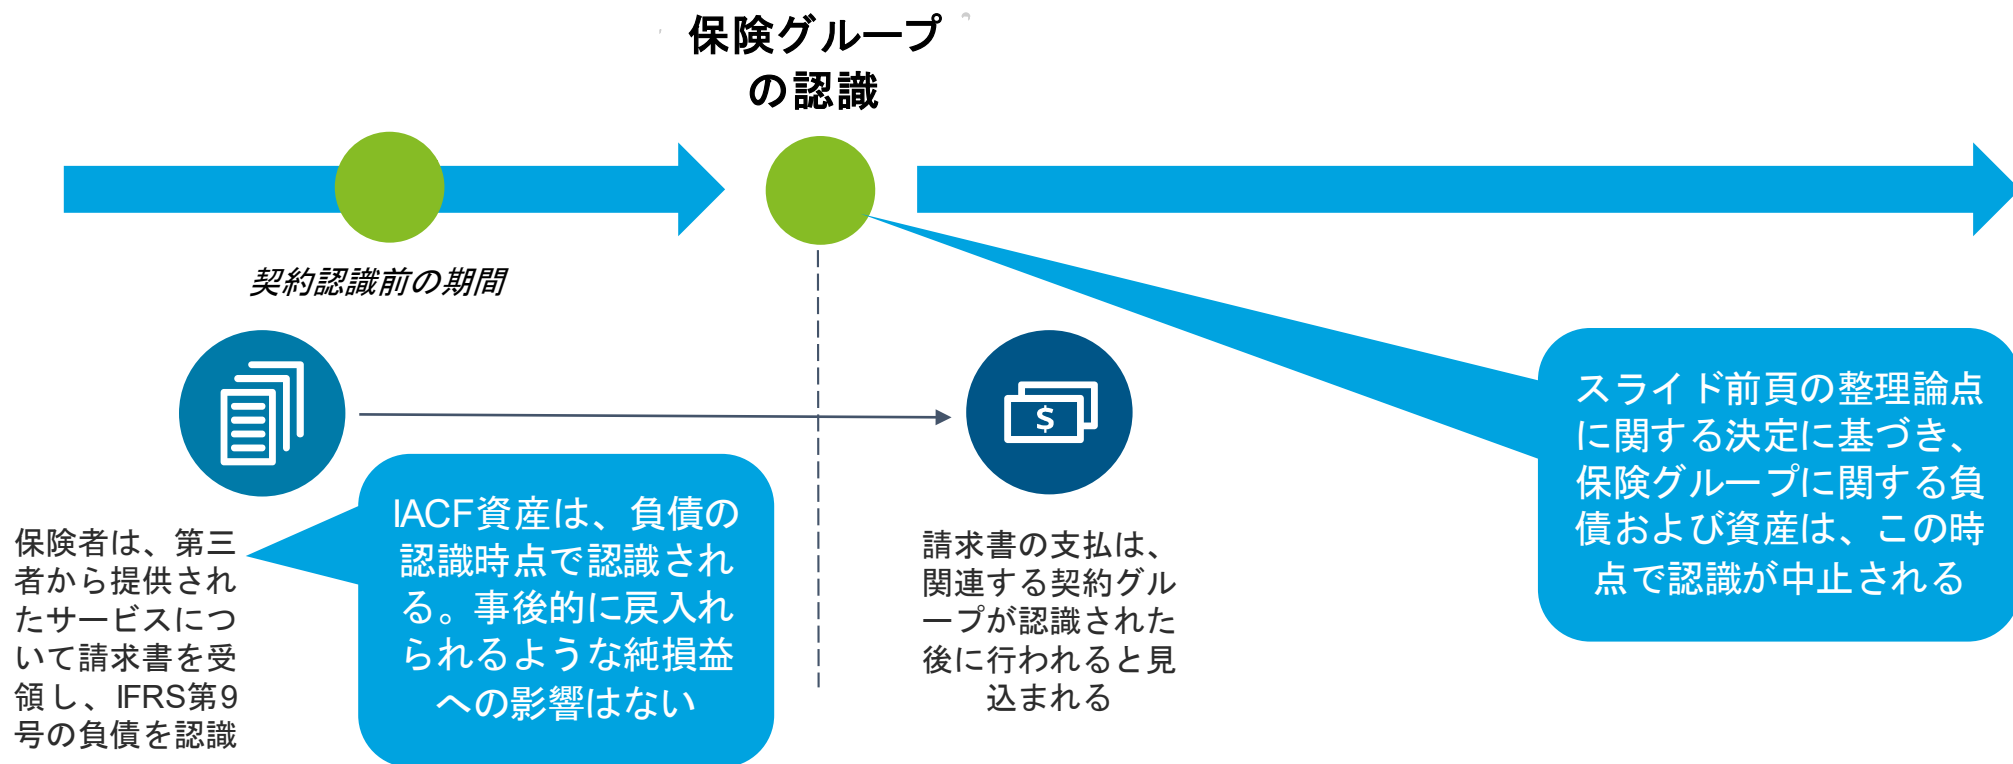 保険グループ
の認識
契約認識前の期間
保険者は、第三
者から提供され
たサービスにつ
いて請求書を受
領し、IFRS第9
号の負債を認識
IACF資産は、負債の
認識時点で認識され
る。事後的に戻入れ
られるような純損益
への影響はない
$
請求書の支払は、
関連する契約グル
ープが認識された
後に行われると見
込まれる
スライド前頁の整理論点
に関する決定に基づき、
保険グループに関する負
債および資産は、この時
点で認識が中止される